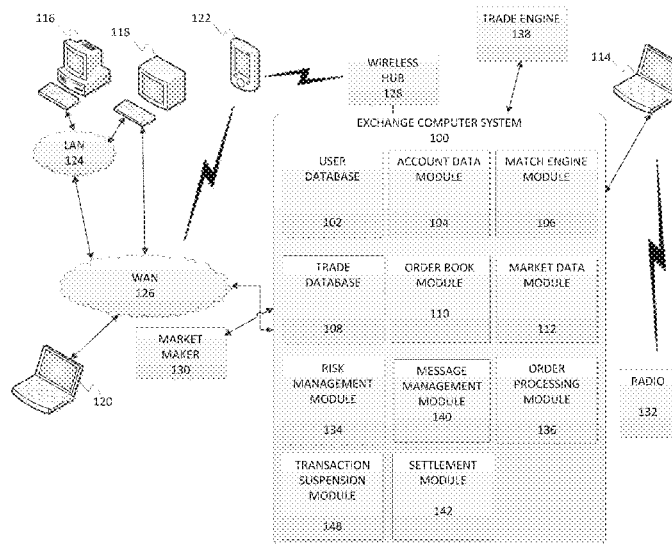 116
118
122
TRADE ENGINE
138
WIRELESS
HUB
128
114
EXCHANGE COMPUTER SYSTEM
100
LAN
124
USER
DATABASE
102
ACCOUNT DATA
MODULE
104
MATCH ENGINE
MODULE
106
WAN
126
TRADE
DATABASE
108
ORDER BOOK
MODULE
110
MARKET DATA
MODULE
112
MARKET
MAKER
130
120
RISK
MANAGEMENT
MODULE
134
MESSAGE
MANAGEMENT
MODULE
140
ORDER
PROCESSING
MODULE
136
RADIO
132
TRANSACTION
SUSPENSION
MODULE
148
SETTLEMENT
MODULE
142